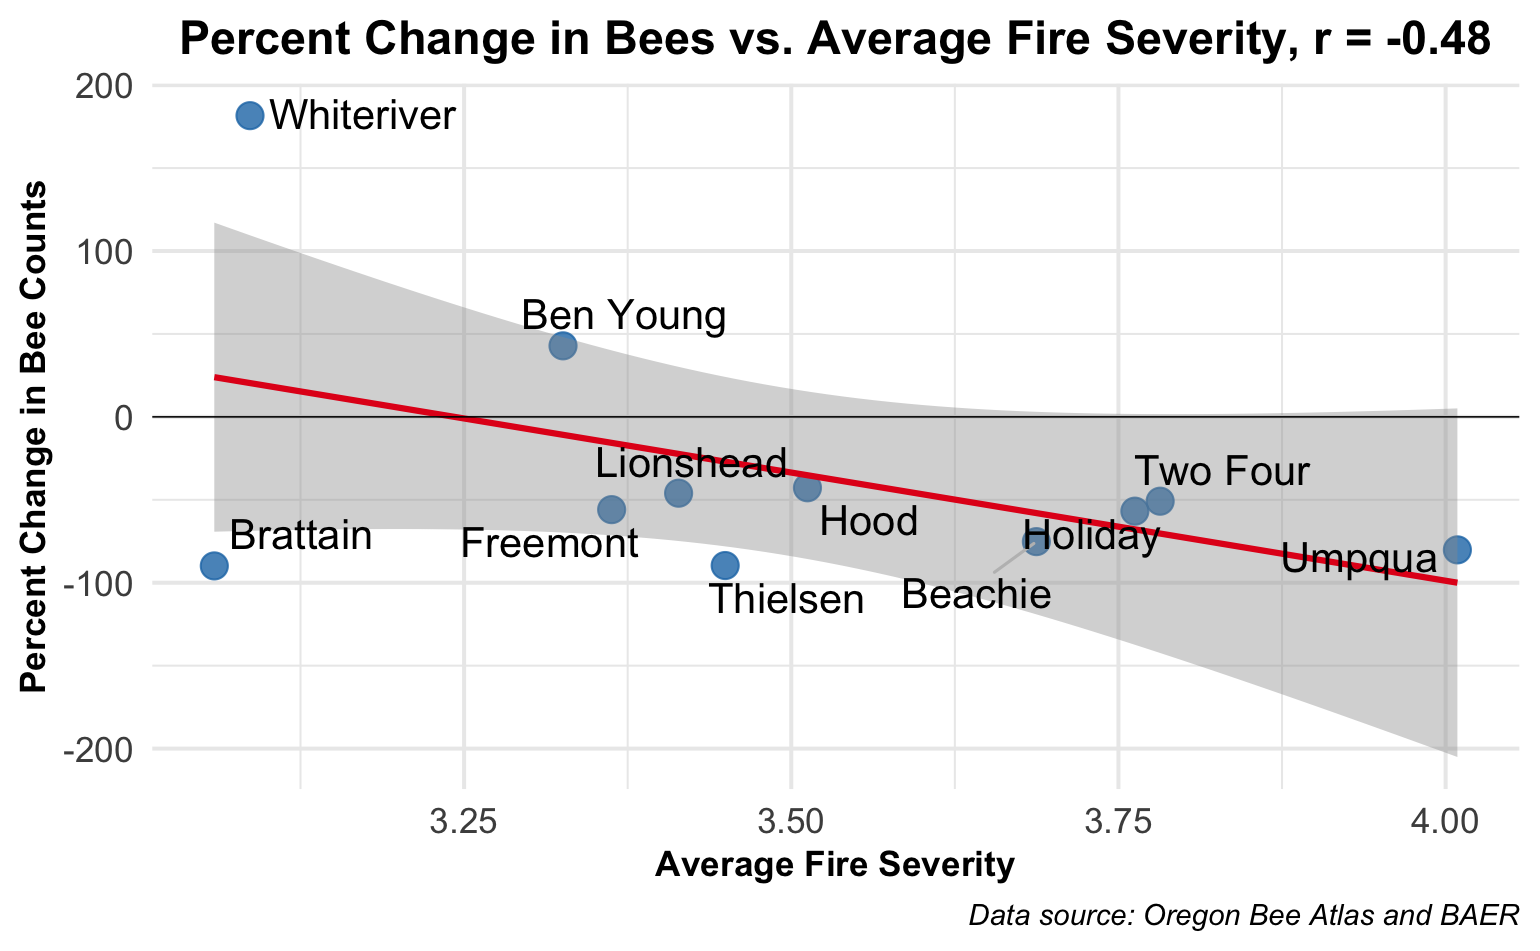 Percent Change in Bees vs. Average Fire Severity, r = -0.48
Percent Change in Bee Counts
200
100
0
-100
-200
Whiteriver
Ben Young
Lionshead
Two Four
Hood
Brattain
Freemont
Holiday
Umpqua
Thielsen
Beachie
3.25
3.50
3.75
4.00
Average Fire Severity
Data source: Oregon Bee Atlas and BAER